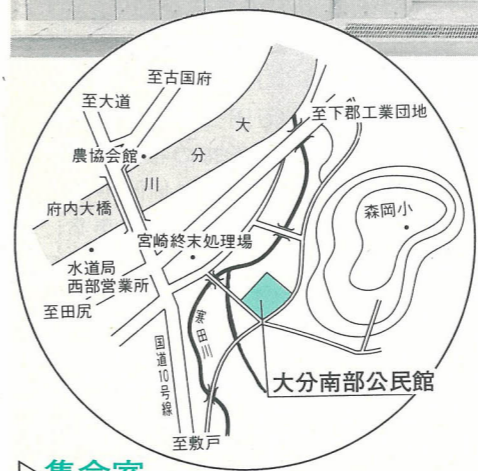 至古国府
至大道
至下郡工業団地
大分川
農協会館
府内大橋
森岡小
宮崎終末処理場
水道局
西部営業所
至田尻
国道10号線
寒田川
大分南部公民館
至敷戸
集会室